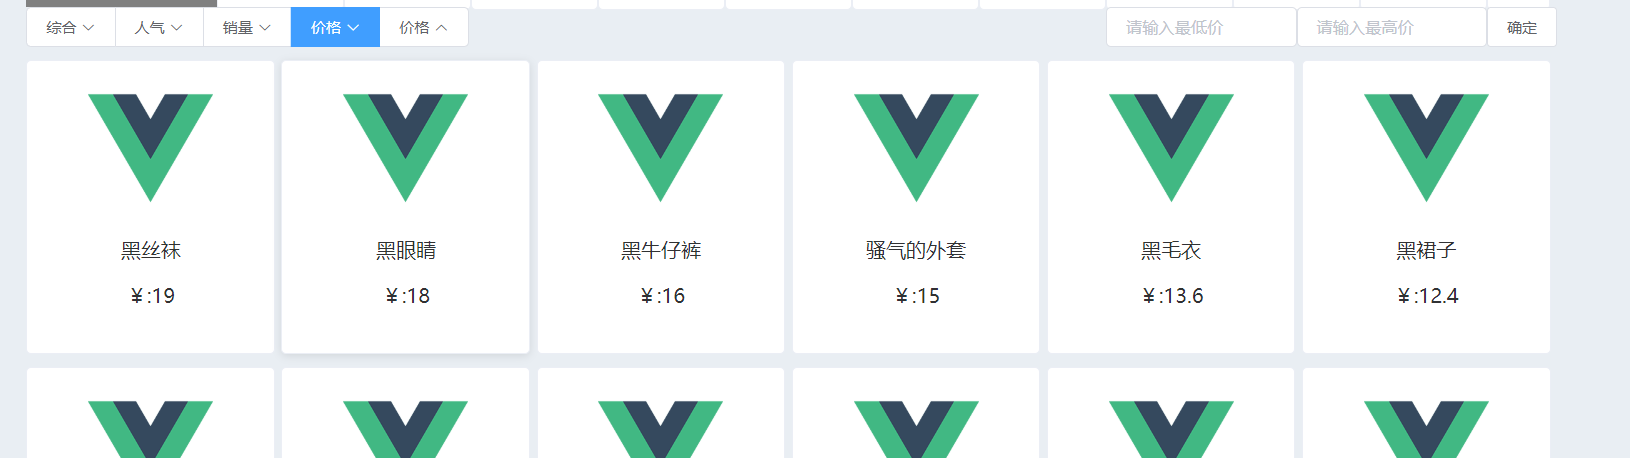 综合 人气 销量 价格 价格 请输入最低价 请输入最高价 确定
黑丝袜 黑眼睛 黑牛仔裤 骚气的外套 黑毛衣 黑裙子
￥:19 ￥:18 ￥:16 ￥:15 ￥:13.6 ￥:12.4